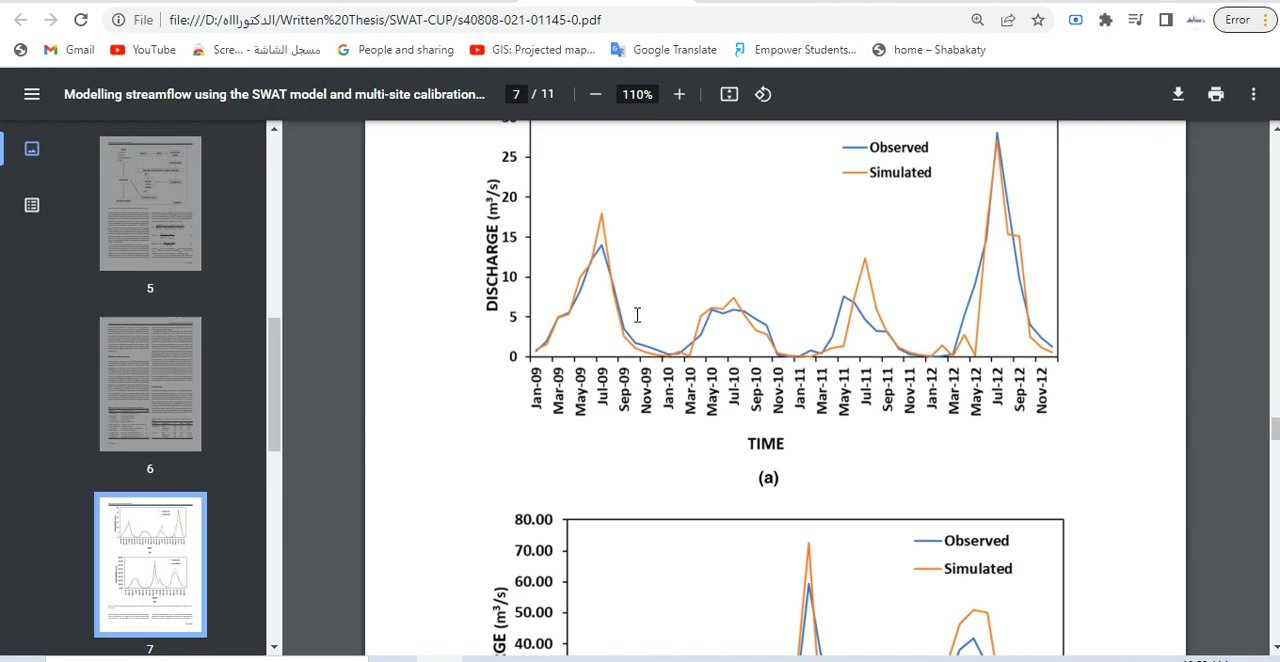 File file:///D:/الدكتوراااه/Written%20Thesis/SWAT-CUP/s40808-021-01145-0.pdf Error
Gmail YouTube Scre... - مسجل الشاشة People and sharing GIS: Projected map... Google Translate Empower Students... home – Shabakaty
Modelling streamflow using the SWAT model and multi-site calibration... 7 / 11 110%
5
6
7
DISCHARGE (m³/s)
25
20
15
10
5
0
Observed
Simulated
Jan-09 Mar-09 May-09 Jul-09 Sep-09 Nov-09 Jan-10 Mar-10 May-10 Jul-10 Sep-10 Nov-10 Jan-11 Mar-11 May-11 Jul-11 Sep-11 Nov-11 Jan-12 Mar-12 May-12 Jul-12 Sep-12 Nov-12
TIME
(a)
80.00
70.00
60.00
50.00
40.00
Observed
Simulated
GE (m³/s)